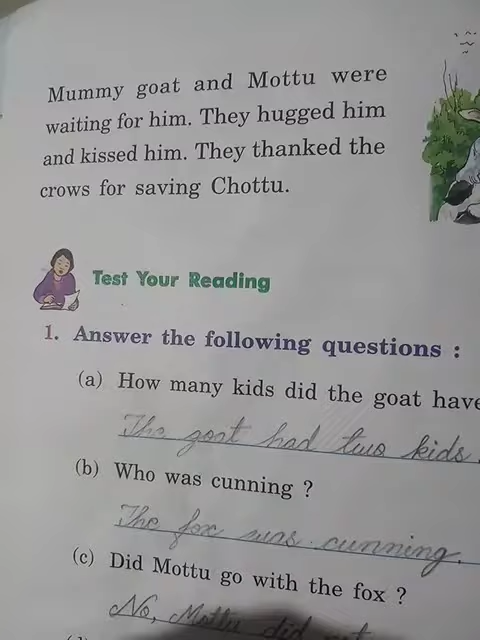 Mummy goat and Mottu were
waiting for him. They hugged him
and kissed him. They thanked the
crows for saving Chottu.
Test Your Reading
1. Answer the following questions :
(a) How many kids did the goat have
The goat had two kids.
(b) Who was cunning ?
The fox was cunning.
(c) Did Mottu go with the fox ?
No, Mottu did not